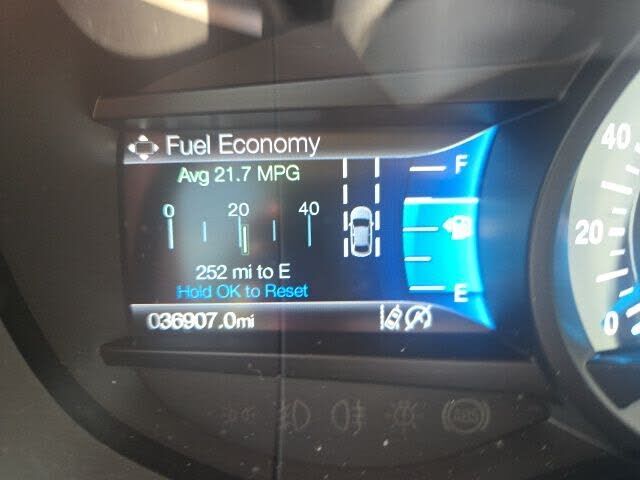 Fuel Economy
Avg 21.7 MPG
0 20 40
252 mi to E
Hold OK to Reset
036907.0mi
F
E
40
20
0
ABS